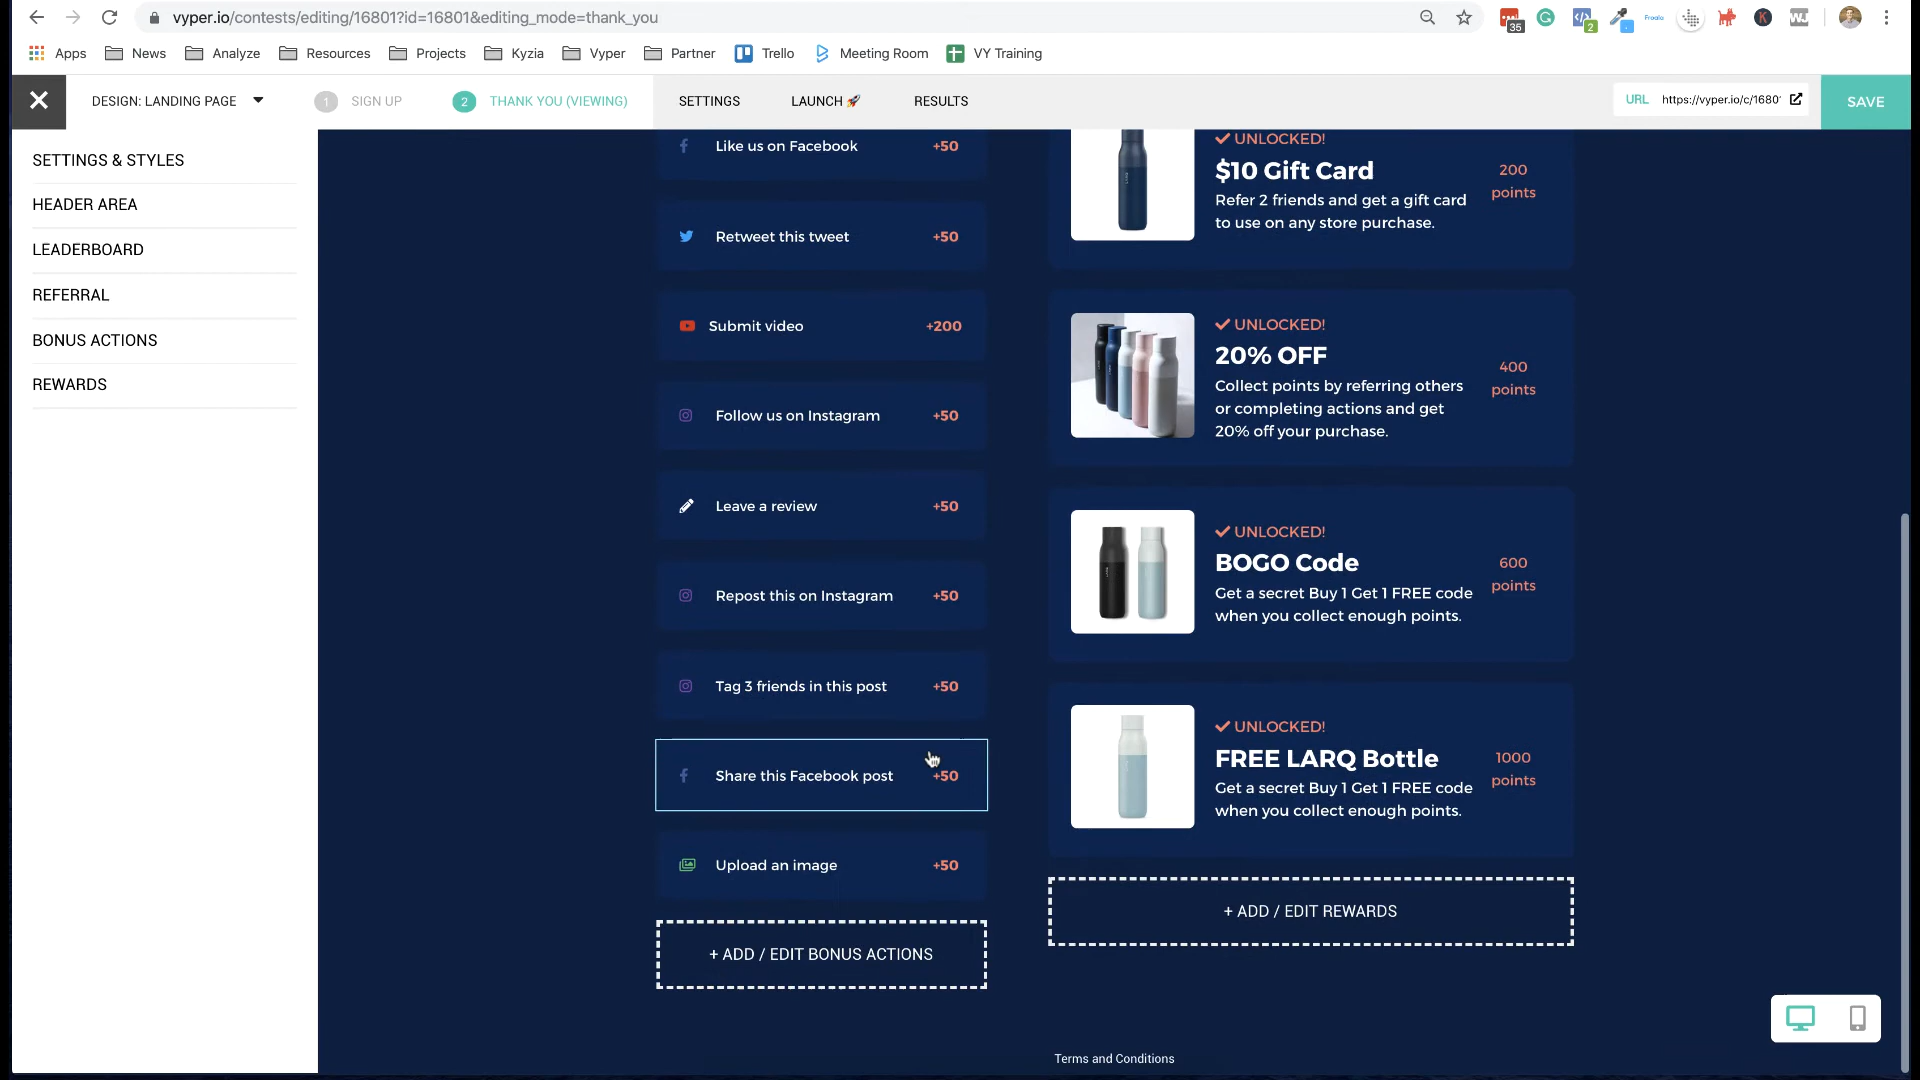 vyper.io/contests/editing/16801?id=16801&editing_mode=thank_you
35
2
Froala
K
Apps
News
Analyze
Resources
Projects
Kyzia
Vyper
Partner
Trello
Meeting Room
VY Training
DESIGN: LANDING PAGE
1 SIGN UP
2 THANK YOU (VIEWING)
SETTINGS
LAUNCH 🚀
RESULTS
URL https://vyper.io/c/1680
SAVE
SETTINGS & STYLES
HEADER AREA
LEADERBOARD
REFERRAL
BONUS ACTIONS
REWARDS
Like us on Facebook +50
Retweet this tweet +50
Submit video +200
Follow us on Instagram +50
Leave a review +50
Repost this on Instagram +50
Tag 3 friends in this post +50
Share this Facebook post +50
Upload an image +50
+ ADD / EDIT BONUS ACTIONS
UNLOCKED!
$10 Gift Card
Refer 2 friends and get a gift card
to use on any store purchase.
200
points
UNLOCKED!
20% OFF
Collect points by referring others
or completing actions and get
20% off your purchase.
400
points
UNLOCKED!
BOGO Code
Get a secret Buy 1 Get 1 FREE code
when you collect enough points.
600
points
UNLOCKED!
FREE LARQ Bottle
Get a secret Buy 1 Get 1 FREE code
when you collect enough points.
1000
points
+ ADD / EDIT REWARDS
Terms and Conditions